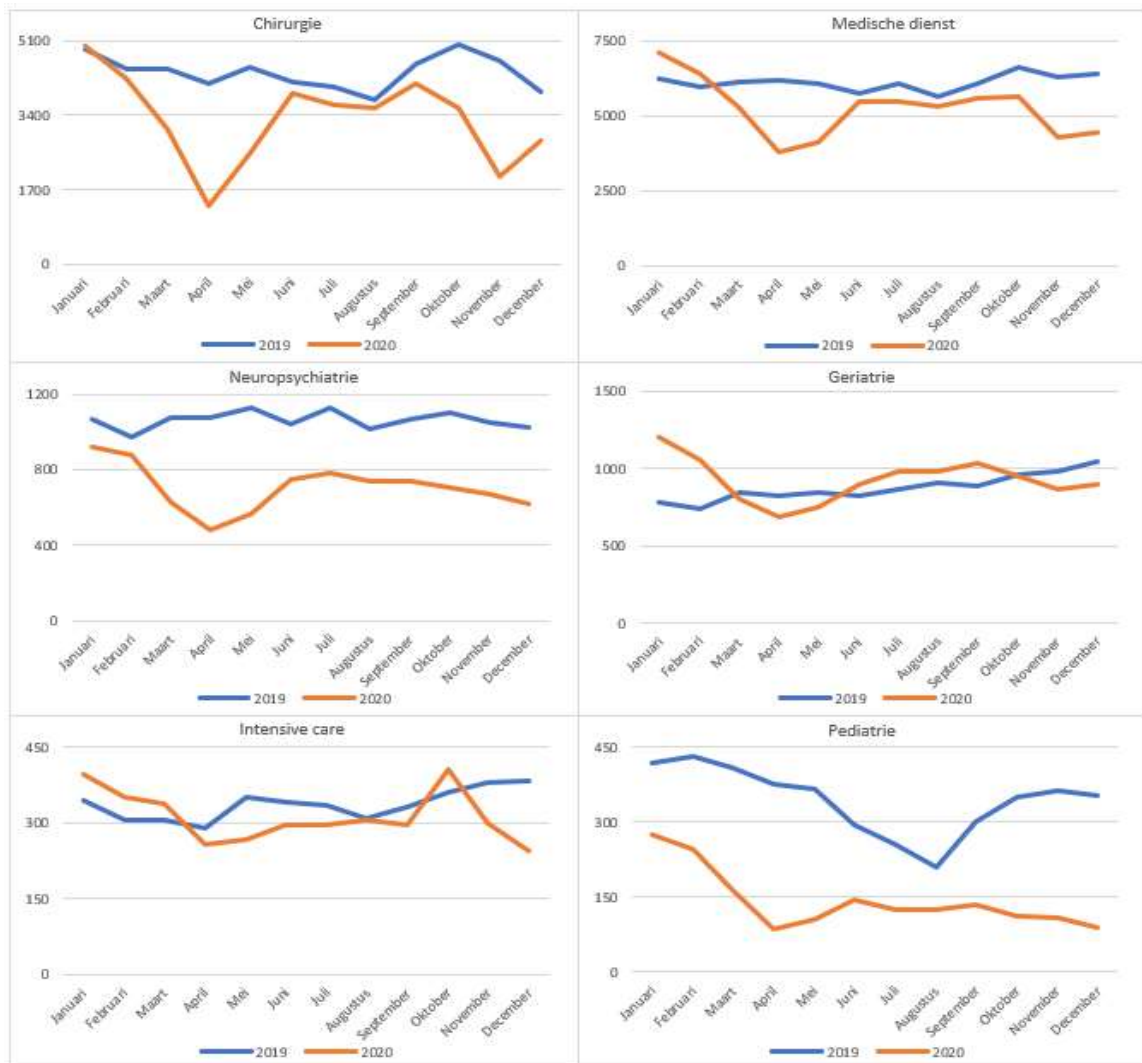 Chirurgie
5100
3400
1700
0
Januari
Februari
Maart
April
Mei
Juni
Juli
Augustus
September
Oktober
November
December
2019 2020
Medische dienst
7500
5000
2500
0
Januari
Februari
Maart
April
Mei
Juni
Juli
Augustus
September
Oktober
November
December
2019 2020
Neuropsychiatrie
1200
800
400
0
Januari
Februari
Maart
April
Mei
Juni
Juli
Augustus
September
Oktober
November
December
2019 2020
Geriatrie
1500
1000
500
0
Januari
Februari
Maart
April
Mei
Juni
Juli
Augustus
September
Oktober
November
December
2019 2020
Intensive care
450
300
150
0
Januari
Februari
Maart
April
Mei
Juni
Juli
Augustus
September
Oktober
November
December
2019 2020
Pediatrie
450
300
150
0
Januari
Februari
Maart
April
Mei
Juni
Juli
Augustus
September
Oktober
November
December
2019 2020